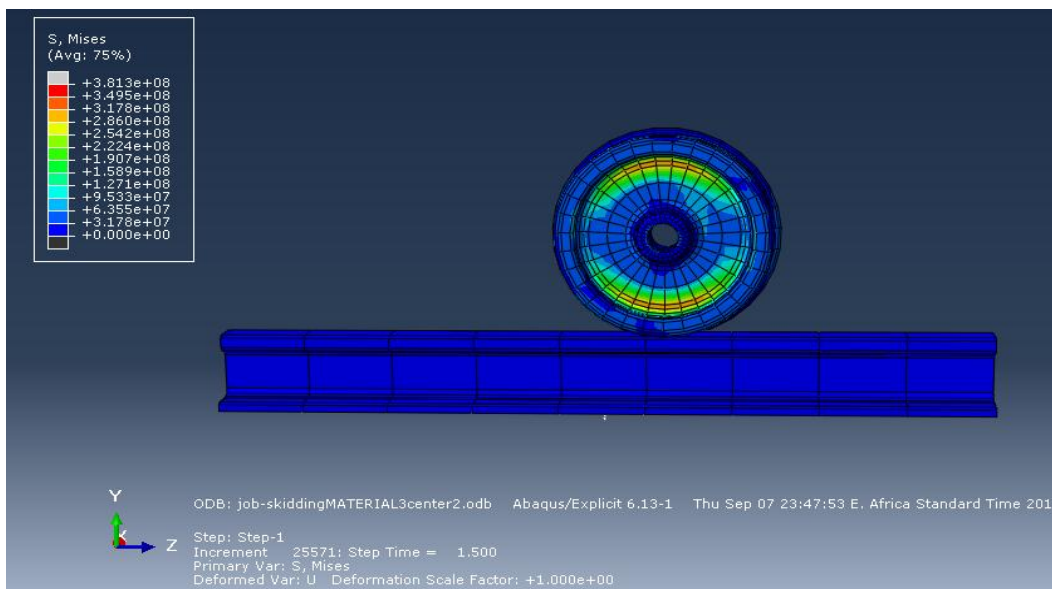 S, Mises
(Avg: 75%)
+3.813e+08
+3.495e+08
+3.178e+08
+2.860e+08
+2.542e+08
+2.224e+08
+1.907e+08
+1.589e+08
+1.271e+08
+9.533e+07
+6.355e+07
+3.178e+07
+0.000e+00
ODB: job-skiddingMATERIAL3center2.odb Abaqus/Explicit 6.13-1 Thu Sep 07 23:47:53 E. Africa Standard Time 201
Y
X
Z
Step: Step-1
Increment 25571: Step Time = 1.500
Primary Var: S, Mises
Deformed Var: U Deformation Scale Factor: +1.000e+00